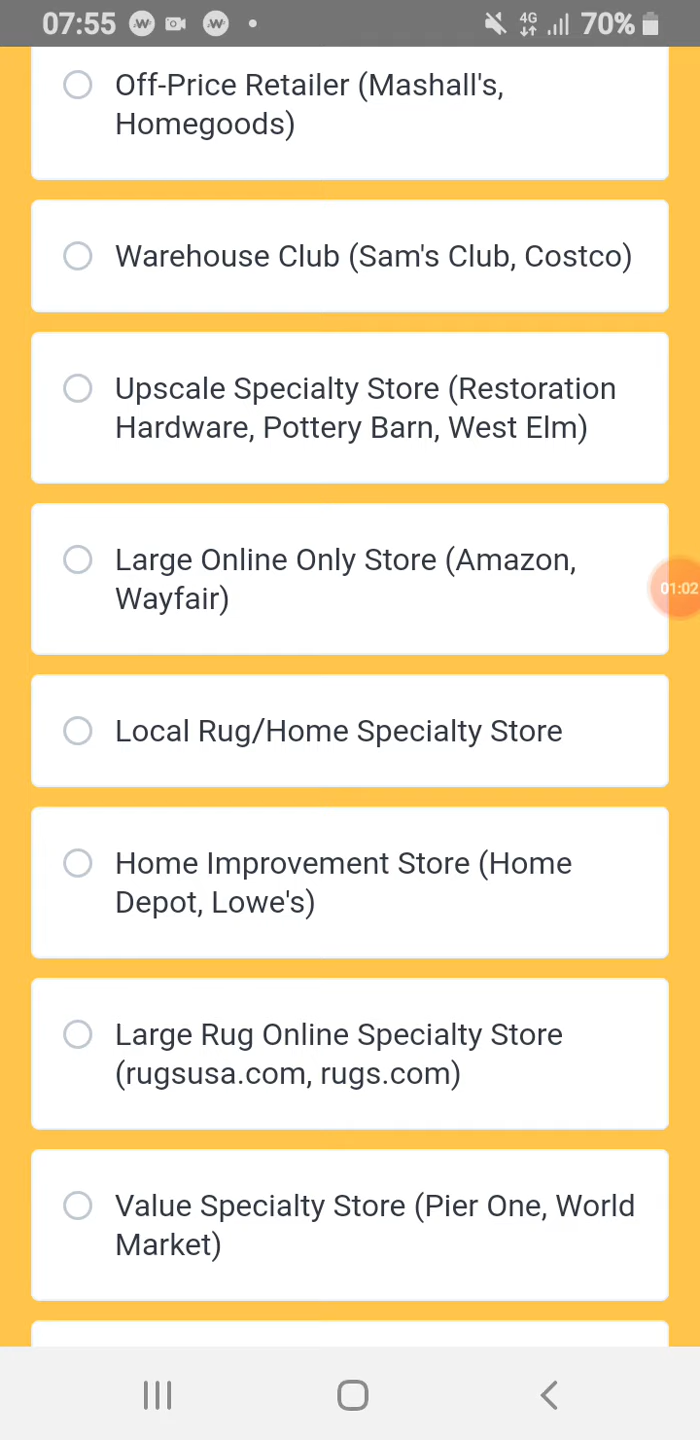 07:55
4G
70%
Off-Price Retailer (Mashall's,
Homegoods)
Warehouse Club (Sam's Club, Costco)
Upscale Specialty Store (Restoration
Hardware, Pottery Barn, West Elm)
Large Online Only Store (Amazon,
Wayfair)
01:02
Local Rug/Home Specialty Store
Home Improvement Store (Home
Depot, Lowe's)
Large Rug Online Specialty Store
(rugsusa.com, rugs.com)
Value Specialty Store (Pier One, World
Market)